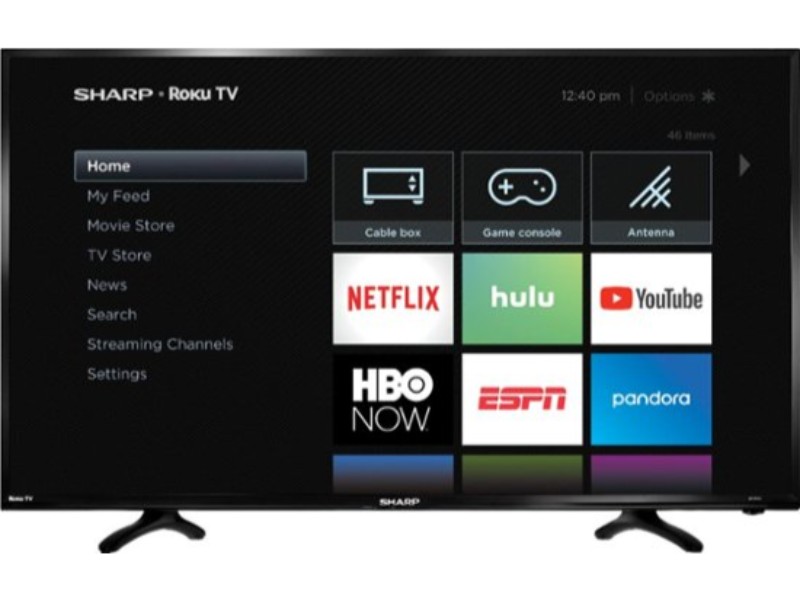 SHARP • ROKU TV
12:40 pm | Options
46 items
Home
My Feed
Movie Store
TV Store
News
Search
Streaming Channels
Settings
Cable box
Game console
Antenna
NETFLIX
hulu
YouTube
HBO
NOW
ESPN
pandora
Roku TV
SHARP